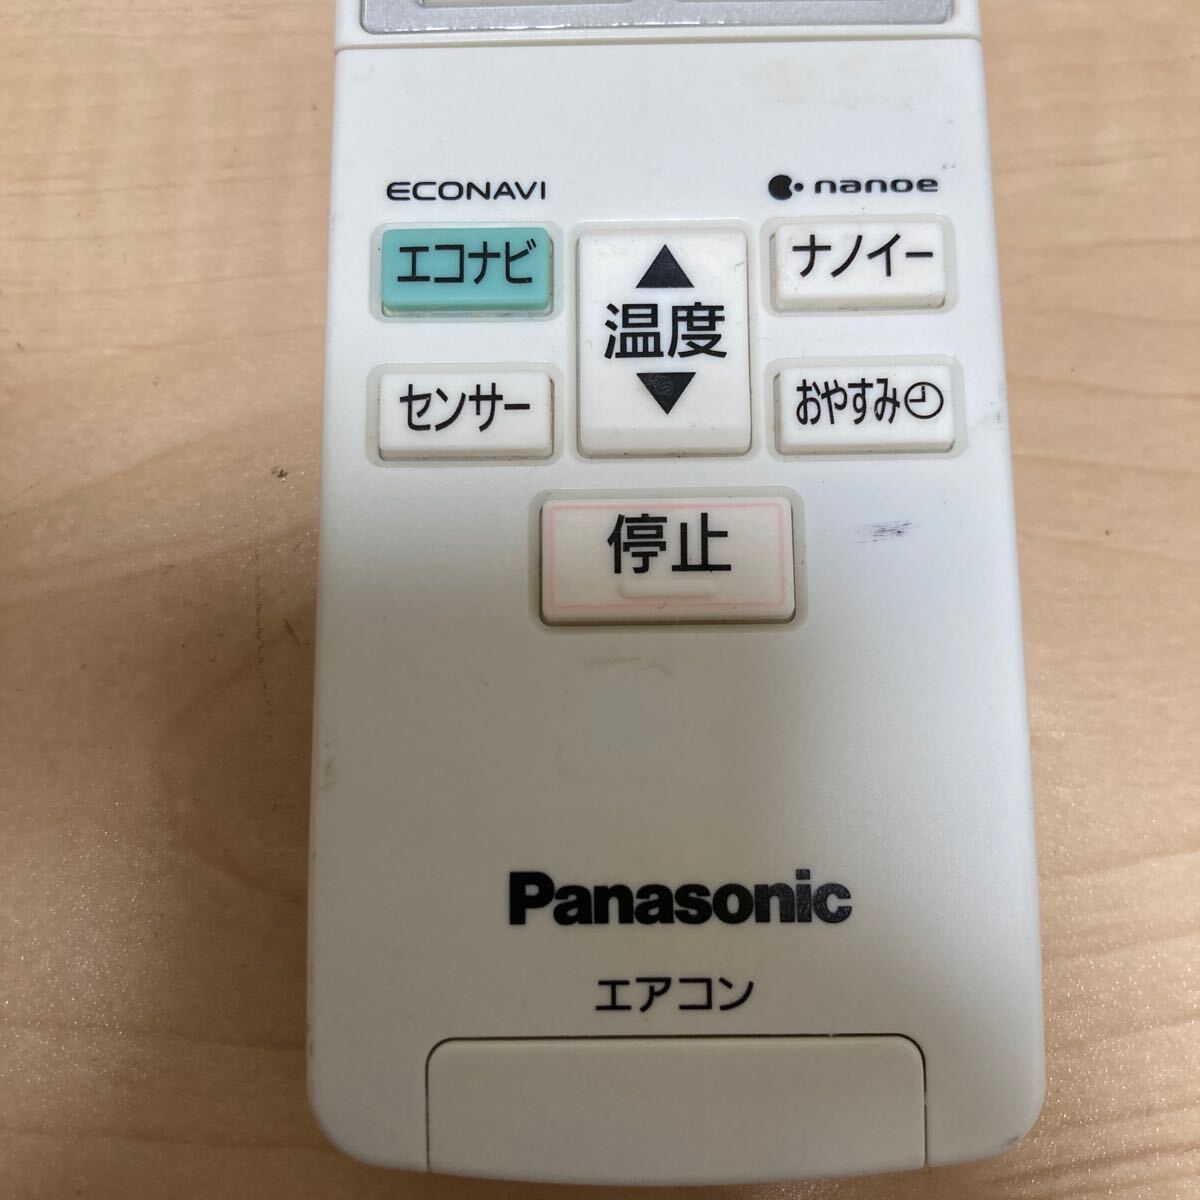 ECONAVI
nanoe
エコナビ
▲
温度
▼
ナノイー
センサー
おやすみ
停止
Panasonic
エアコン